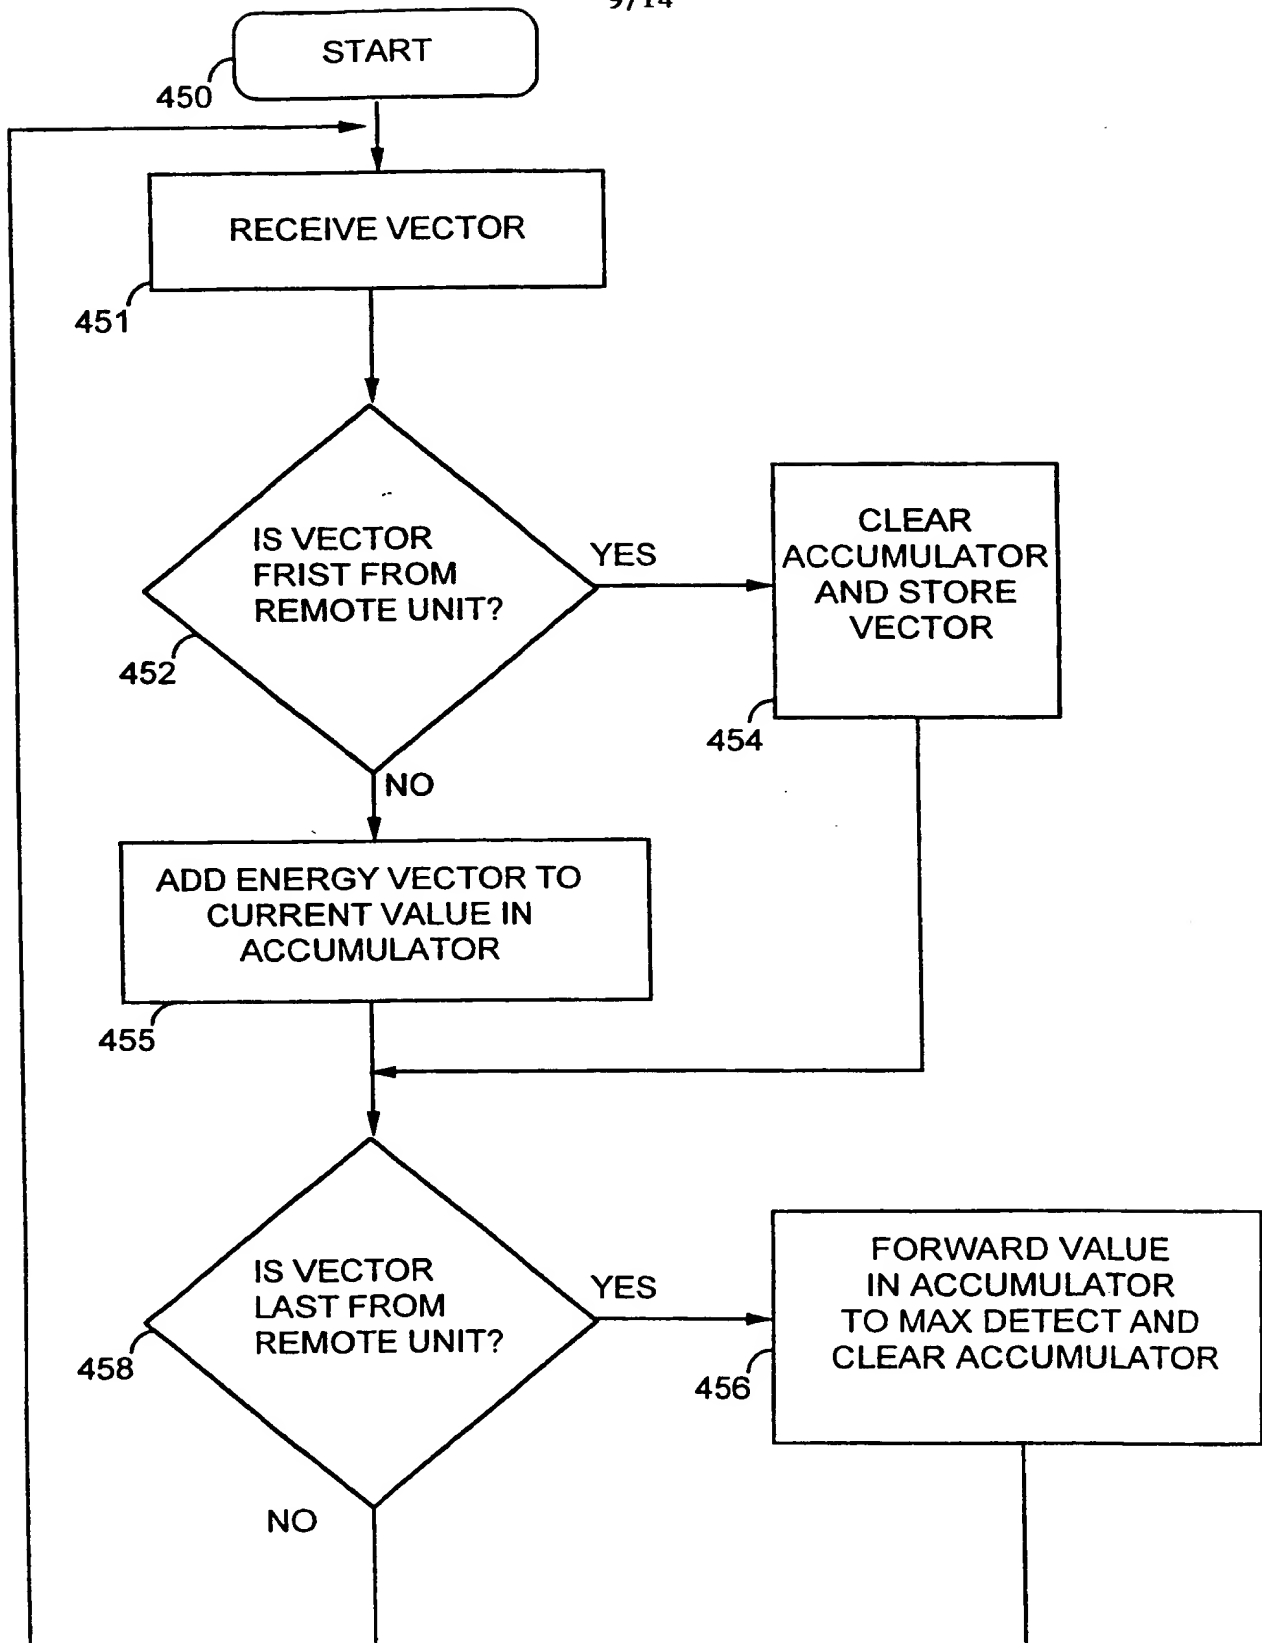 9/14
START
450
RECEIVE VECTOR
451
IS VECTOR
FRIST FROM
REMOTE UNIT?
YES
452
CLEAR
ACCUMULATOR
AND STORE
VECTOR
454
NO
ADD ENERGY VECTOR TO
CURRENT VALUE IN
ACCUMULATOR
455
IS VECTOR
LAST FROM
REMOTE UNIT?
YES
458
FORWARD VALUE
IN ACCUMULATOR
TO MAX DETECT AND
CLEAR ACCUMULATOR
456
NO